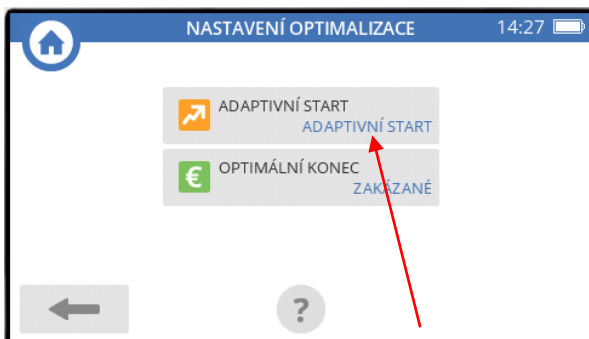 NASTAVENÍ OPTIMALIZACE 14:27
ADAPTIVNÍ START
ADAPTIVNÍ START
€ OPTIMÁLNÍ KONEC
ZAKÁZANÉ
?